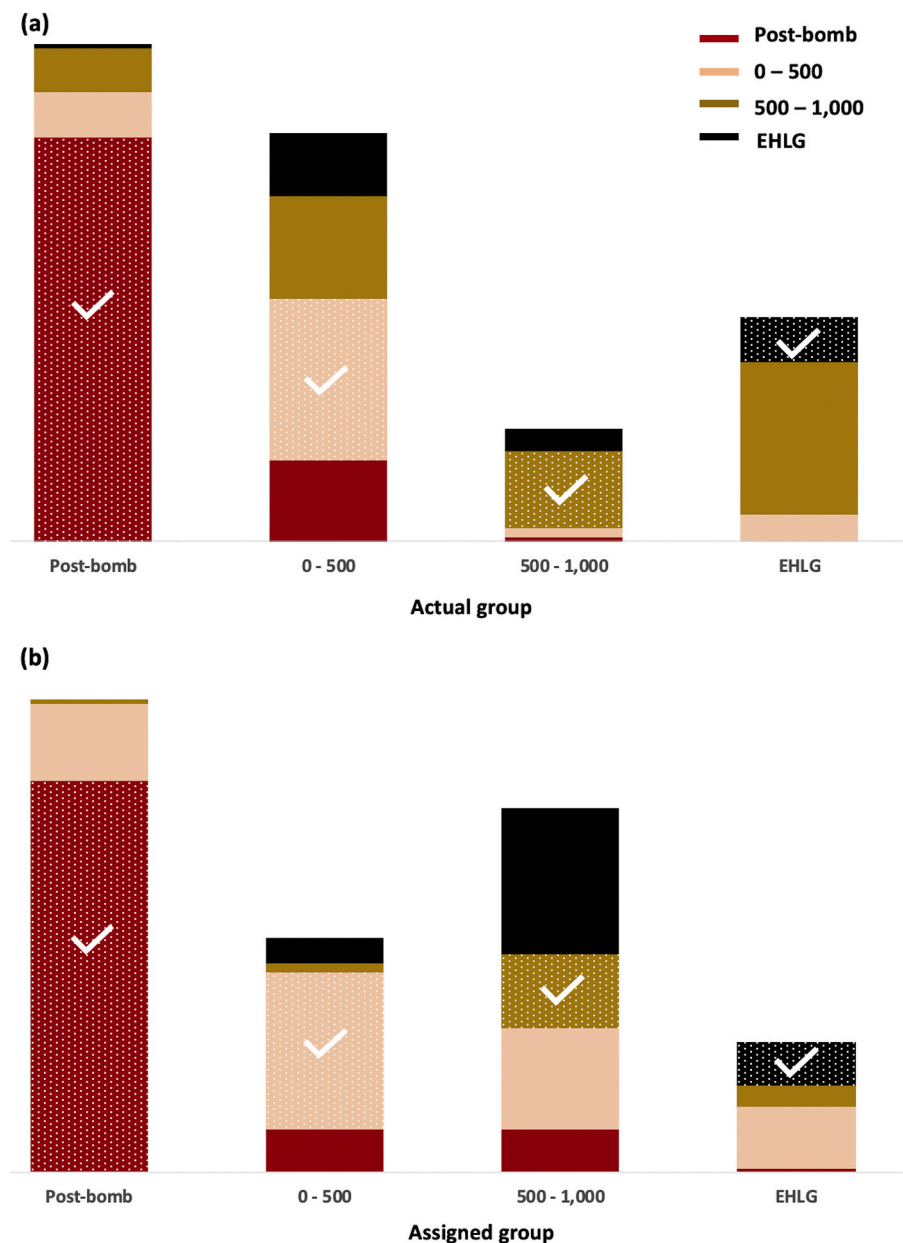 (a)
Post-bomb
0 – 500
500 – 1,000
EHLG
Post-bomb
0 - 500
500 - 1,000
EHLG
Actual group
(b)
Post-bomb
0 - 500
500 - 1,000
EHLG
Assigned group